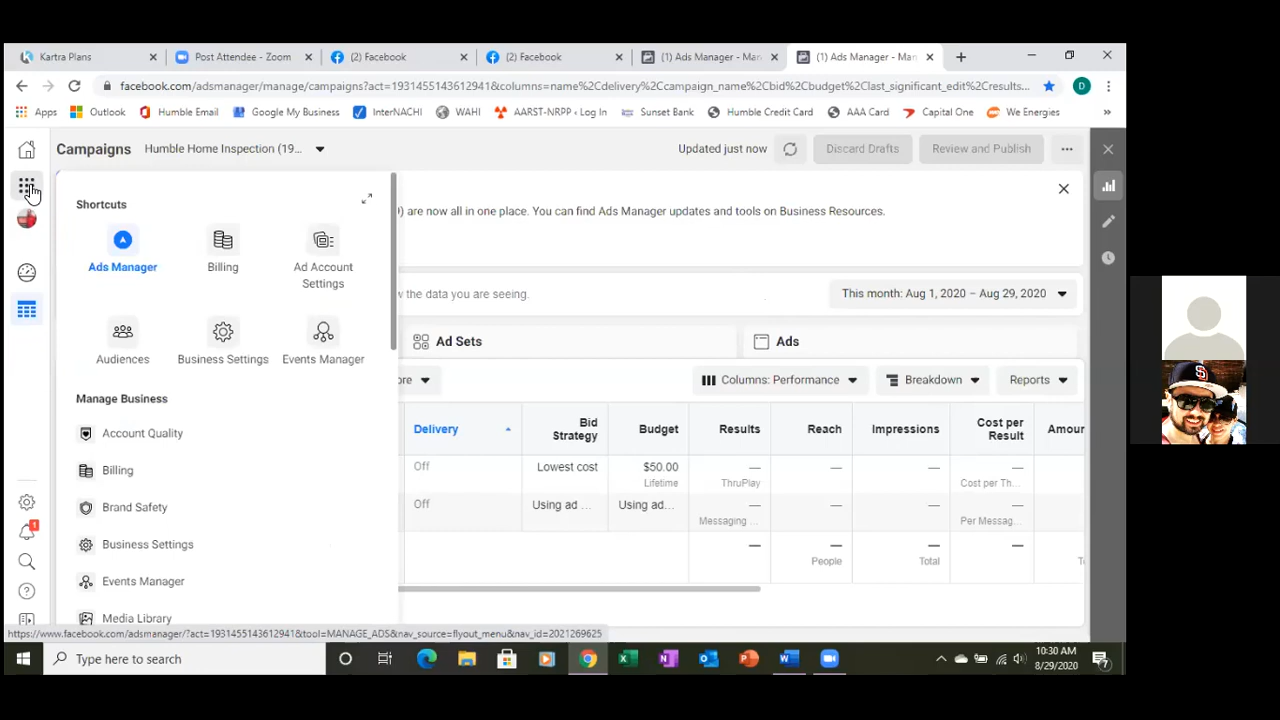 Kartra Plans
Post Attendee - Zoom
(2) Facebook
(2) Facebook
(1) Ads Manager - Man
(1) Ads Manager - Man
facebook.com/adsmanager/manage/campaigns?act=1931455143612941&columns=name%2Cdelivery%2Ccampaign_name%2Cbid%2Cbudget%2Clast_significant_edit%2Cresults...
D
Apps
Outlook
Humble Email
Google My Business
InterNACHI
WAHI
AARST-NRPP ‹ Log In
Sunset Bank
Humble Credit Card
AAA Card
Capital One
We Energies
»
Campaigns
Humble Home Inspection (19...
Updated just now
Discard Drafts
Review and Publish
...
Shortcuts
Ads Manager
Billing
Ad Account
Settings
Audiences
Business Settings
Events Manager
Manage Business
Account Quality
Billing
Brand Safety
Business Settings
Events Manager
Media Library
) are now all in one place. You can find Ads Manager updates and tools on Business Resources.
w the data you are seeing.
This month: Aug 1, 2020 – Aug 29, 2020
Ad Sets
Ads
ore
Columns: Performance
Breakdown
Reports
Delivery
Bid
Strategy
Budget
Results
Reach
Impressions
Cost per
Result
Amour
Off
Lowest cost
$50.00
Lifetime
—
ThruPlay
—
—
—
Cost per Th...
Off
Using ad ...
Using ad...
—
Messaging ...
—
—
—
Per Messag...
—
—
People
—
Total
—
1
https://www.facebook.com/adsmanager/?act=1931455143612941&tool=MANAGE_ADS&nav_source=flyout_menu&nav_id=2021269625
Type here to search
10:30 AM
8/29/2020
7